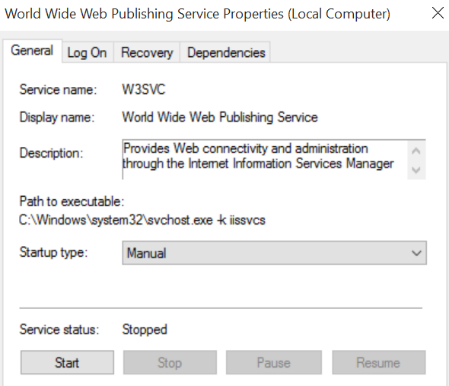 World Wide Web Publishing Service Properties (Local Computer)
General Log On Recovery Dependencies
Service name: W3SVC
Display name: World Wide Web Publishing Service
Description: Provides Web connectivity and administration
through the Internet Information Services Manager
Path to executable:
C:\Windows\system32\svchost.exe -k iissvcs
Startup type: Manual
Service status: Stopped
Start Stop Pause Resume